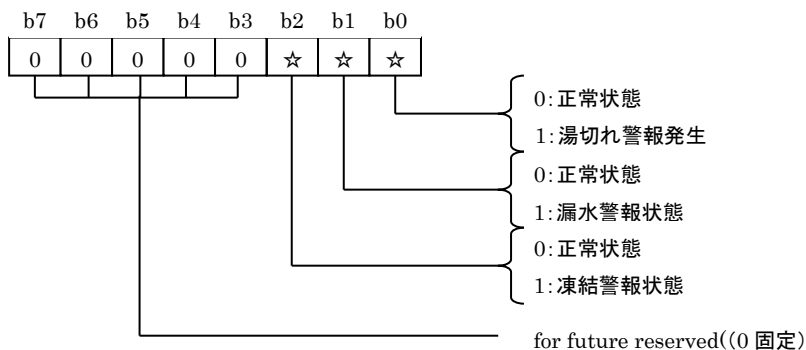 b7 b6 b5 b4 b3 b2 b1 b0
0 0 0 0 0 ☆ ☆ ☆
0:正常状態
1:湯切れ警報発生
0:正常状態
1:漏水警報状態
0:正常状態
1:凍結警報状態
for future reserved((0 固定)